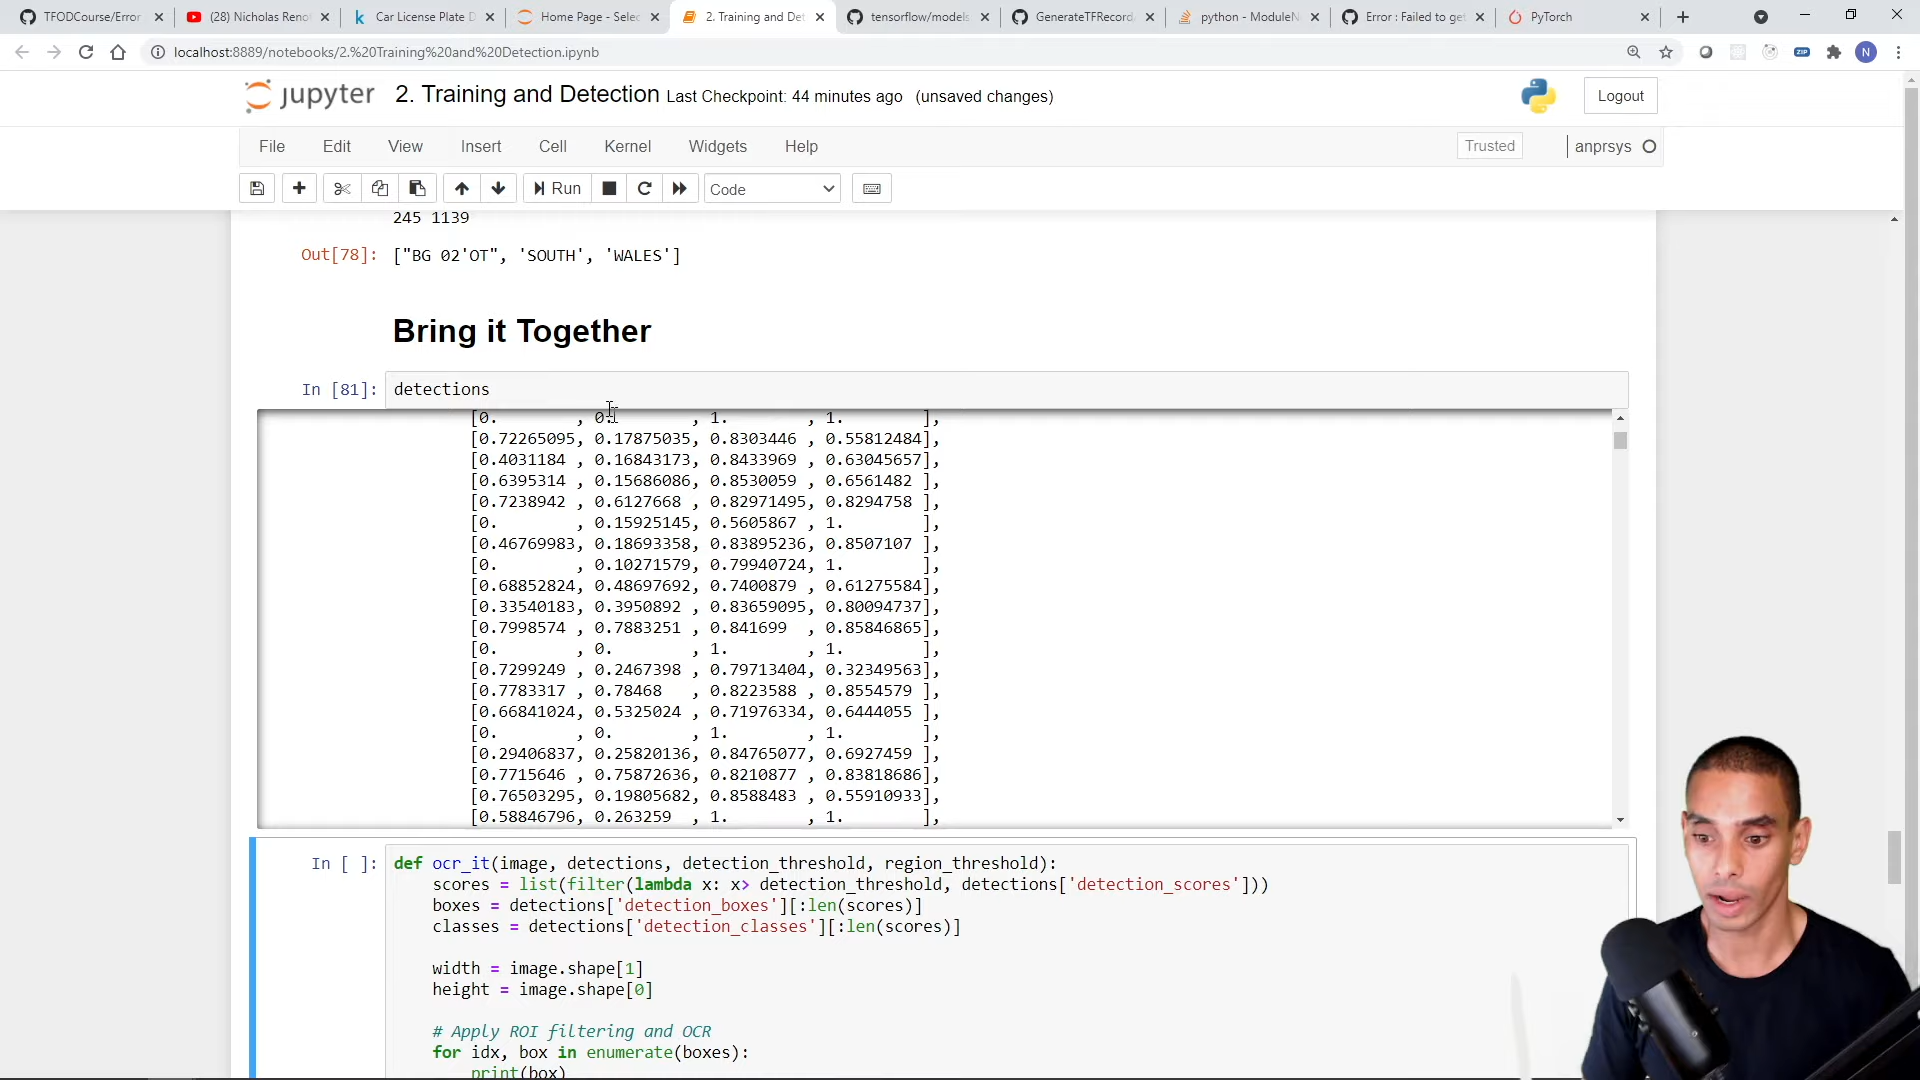 TFODCourse/Error
(28) Nicholas Reno
Car License Plate D
Home Page - Selec
2. Training and Det
tensorflow/models
GenerateTFRecord
python - ModuleN
Error : Failed to get
PyTorch
localhost:8889/notebooks/2.%20Training%20and%20Detection.ipynb
ZIP
N
jupyter 2. Training and Detection Last Checkpoint: 44 minutes ago (unsaved changes)
Logout
File Edit View Insert Cell Kernel Widgets Help
Trusted
anprsys
Run
Code
245 1139
Out[78]: ["BG 02'OT", 'SOUTH', 'WALES']
Bring it Together
In [81]: detections
[0. , 0. , 1. , 1. ],
[0.72265095, 0.17875035, 0.8303446 , 0.55812484],
[0.4031184 , 0.16843173, 0.8433969 , 0.63045657],
[0.6395314 , 0.15686086, 0.8530059 , 0.6561482 ],
[0.7238942 , 0.6127668 , 0.82971495, 0.8294758 ],
[0. , 0.15925145, 0.5605867 , 1. ],
[0.46769983, 0.18693358, 0.83895236, 0.8507107 ],
[0. , 0.10271579, 0.79940724, 1. ],
[0.68852824, 0.48697692, 0.7400879 , 0.61275584],
[0.33540183, 0.3950892 , 0.83659095, 0.80094737],
[0.7998574 , 0.7883251 , 0.841699 , 0.85846865],
[0. , 0. , 1. , 1. ],
[0.7299249 , 0.2467398 , 0.79713404, 0.32349563],
[0.7783317 , 0.78468 , 0.8223588 , 0.8554579 ],
[0.66841024, 0.5325024 , 0.71976334, 0.6444055 ],
[0. , 0. , 1. , 1. ],
[0.29406837, 0.25820136, 0.84765077, 0.6927459 ],
[0.7715646 , 0.75872636, 0.8210877 , 0.83818686],
[0.76503295, 0.19805682, 0.8588483 , 0.55910933],
[0.58846796, 0.263259 , 1. , 1. ],
In [ ]: def ocr_it(image, detections, detection_threshold, region_threshold):
scores = list(filter(lambda x: x> detection_threshold, detections['detection_scores']))
boxes = detections['detection_boxes'][:len(scores)]
classes = detections['detection_classes'][:len(scores)]
width = image.shape[1]
height = image.shape[0]
# Apply ROI filtering and OCR
for idx, box in enumerate(boxes):
print(box)